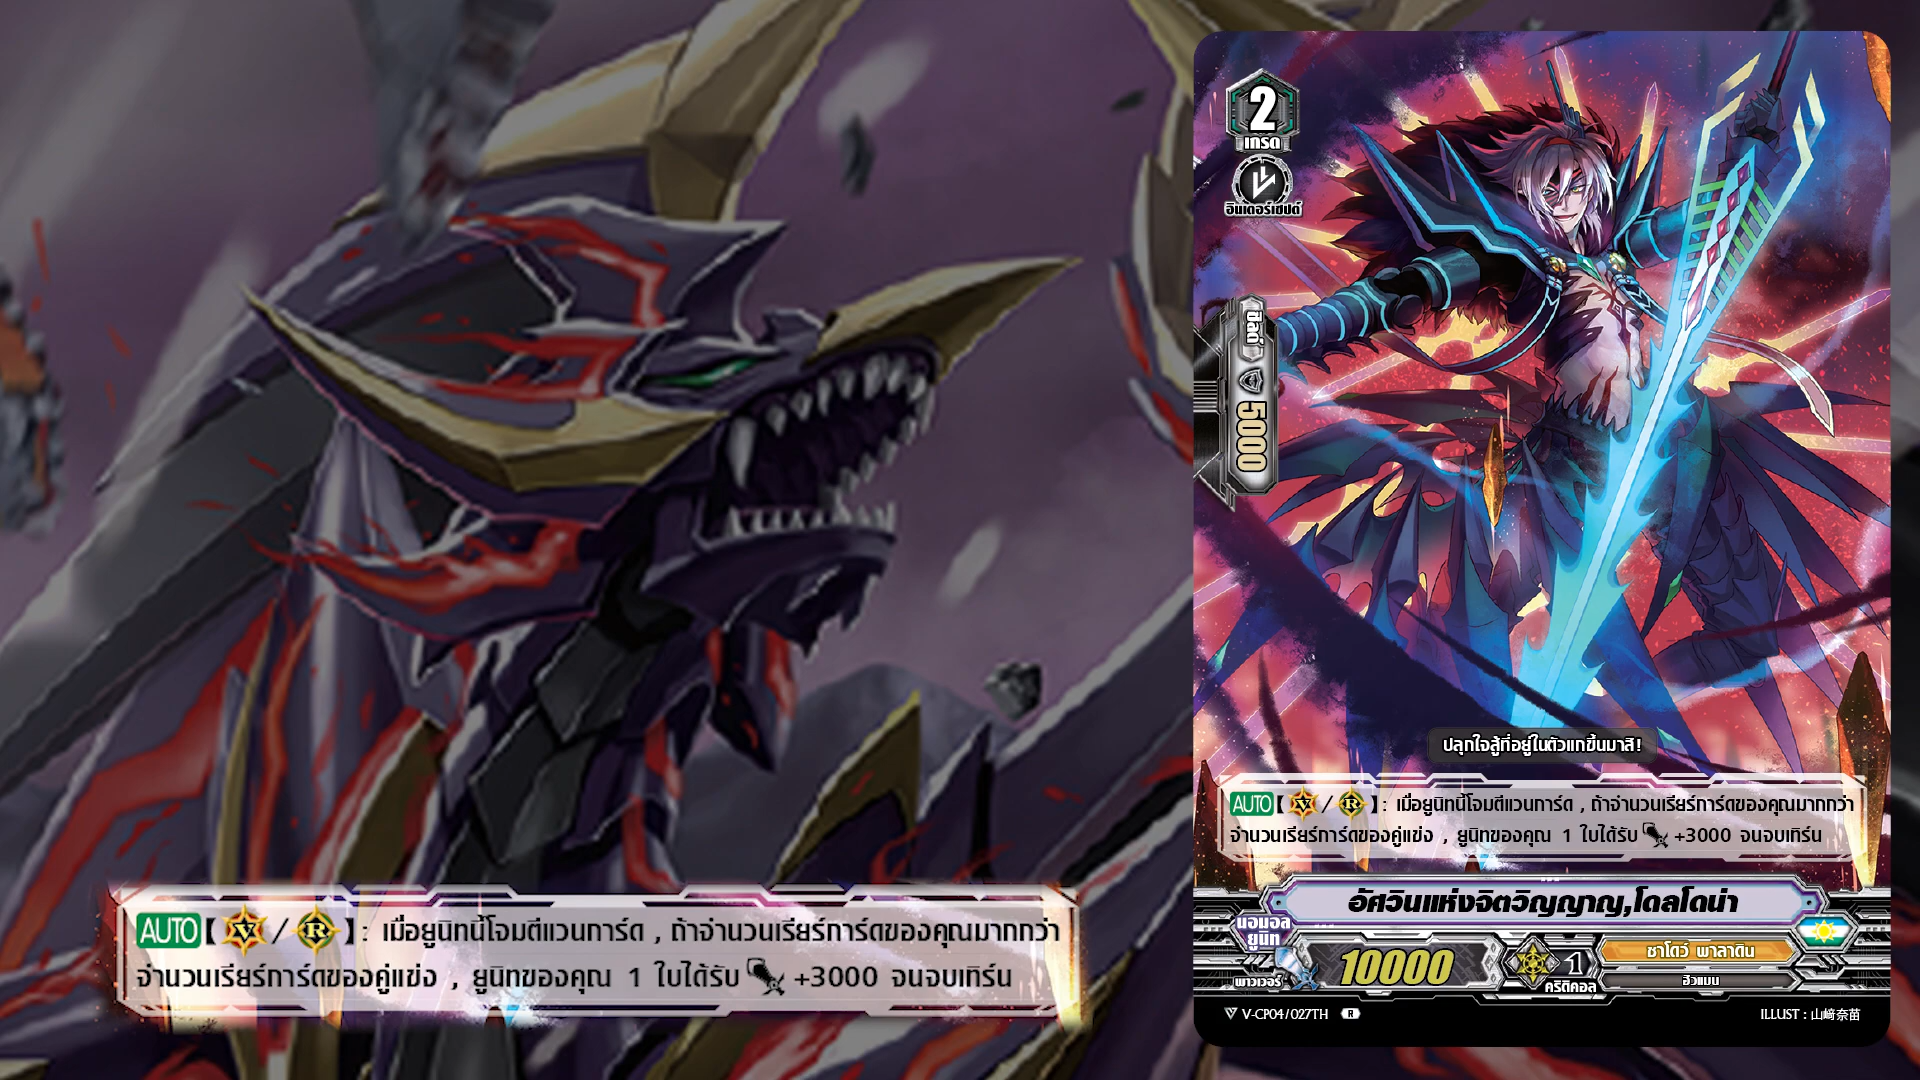 AUTO【V/R】: เมื่อยูนิทนี้โจมตีแวนการ์ด , ถ้าจำนวนเรียร์การ์ดของคุณมากกว่า
จำนวนเรียร์การ์ดของคู่แข่ง , ยูนิทของคุณ 1 ใบได้รับ +3000 จนจบเทิร์น
2
เกรด
อินเตอร์เซปต์
ชิลด์
5000
ปลุกใจสู้ที่อยู่ในตัวแกขึ้นมาสิ!
AUTO【V/R】: เมื่อยูนิทนี้โจมตีแวนการ์ด , ถ้าจำนวนเรียร์การ์ดของคุณมากกว่า
จำนวนเรียร์การ์ดของคู่แข่ง , ยูนิทของคุณ 1 ใบได้รับ +3000 จนจบเทิร์น
อัศวินแห่งจิตวิญญาญ,โดลโดน่า
นอมอล
ยูนิท
พาวเวอร์
10000
1
คริติคอล
ชาโดว์ พาลาดิน
ฮิวแมน
V-CP04/027TH R
ILLUST : 山﨑奈苗